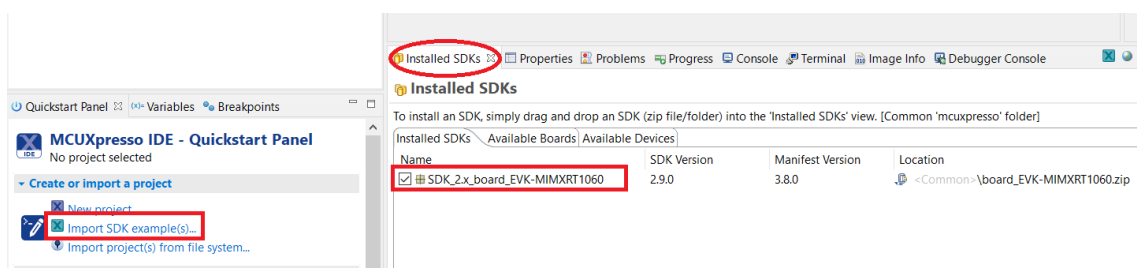 Installed SDKs Properties Problems Progress Console Terminal Image Info Debugger Console
Installed SDKs
To install an SDK, simply drag and drop an SDK (zip file/folder) into the 'Installed SDKs' view. [Common 'mcuxpresso' folder]
Installed SDKs Available Boards Available Devices
Name SDK Version Manifest Version Location
SDK_2.x_board_EVK-MIMXRT1060 2.9.0 3.8.0 <Common>\board_EVK-MIMXRT1060.zip
Quickstart Panel (x)= Variables Breakpoints
IDE
MCUXpresso IDE - Quickstart Panel
No project selected
Create or import a project
New project...
Import SDK example(s)...
Import project(s) from file system...